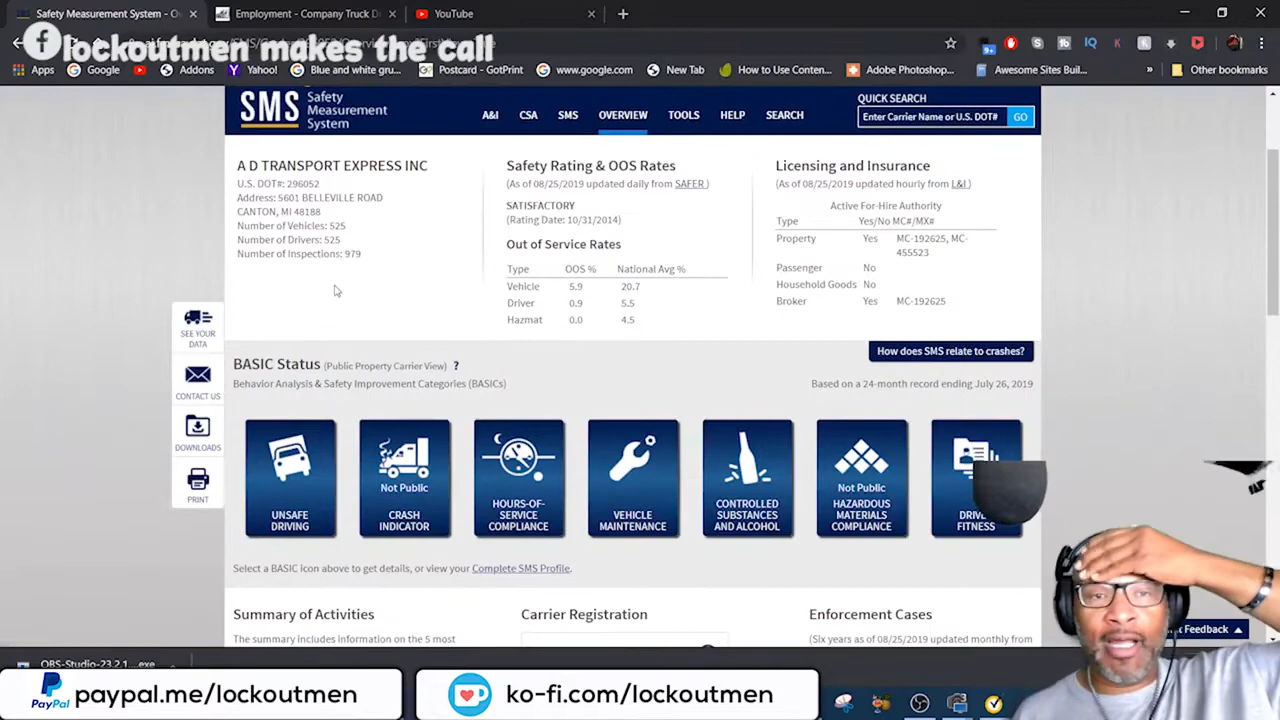 Safety Measurement System - O
Employment - Company Truck D
YouTube
lockoutmen makes the call
Apps
Google
Addons
Yahoo!
Blue and white gru...
Postcard - GotPrint
www.google.com
New Tab
How to Use Conten...
Adobe Photoshop...
Awesome Sites Buil...
Other bookmarks
SMS Safety Measurement System
A&I
CSA
SMS
OVERVIEW
TOOLS
HELP
SEARCH
QUICK SEARCH
Enter Carrier Name or U.S. DOT#
GO
A D TRANSPORT EXPRESS INC
U.S. DOT#: 296052
Address: 5601 BELLEVILLE ROAD
CANTON, MI 48188
Number of Vehicles: 525
Number of Drivers: 525
Number of Inspections: 979
Safety Rating & OOS Rates
(As of 08/25/2019 updated daily from SAFER )
SATISFACTORY
(Rating Date: 10/31/2014)
Out of Service Rates
Type OOS % National Avg %
Vehicle 5.9 20.7
Driver 0.9 5.5
Hazmat 0.0 4.5
Licensing and Insurance
(As of 08/25/2019 updated hourly from L&I )
Active For-Hire Authority
Type Yes/No MC#/MX#
Property Yes MC-192625, MC-
455523
Passenger No
Household Goods No
Broker Yes MC-192625
SEE YOUR
DATA
CONTACT US
DOWNLOADS
PRINT
How does SMS relate to crashes?
BASIC Status (Public Property Carrier View) ?
Behavior Analysis & Safety Improvement Categories (BASICs)
Based on a 24-month record ending July 26, 2019
UNSAFE
DRIVING
Not Public
CRASH
INDICATOR
HOURS-OF-
SERVICE
COMPLIANCE
VEHICLE
MAINTENANCE
CONTROLLED
SUBSTANCES
AND ALCOHOL
Not Public
HAZARDOUS
MATERIALS
COMPLIANCE
DRIVE
FITNESS
Select a BASIC icon above to get details, or view your Complete SMS Profile.
Summary of Activities
The summary includes information on the 5 most
Carrier Registration
Enforcement Cases
(Six years as of 08/25/2019 updated monthly from
Feedback
OBS-Studio-23.2.1....exe
PayPal
paypal.me/lockoutmen
ko-fi.com/lockoutmen